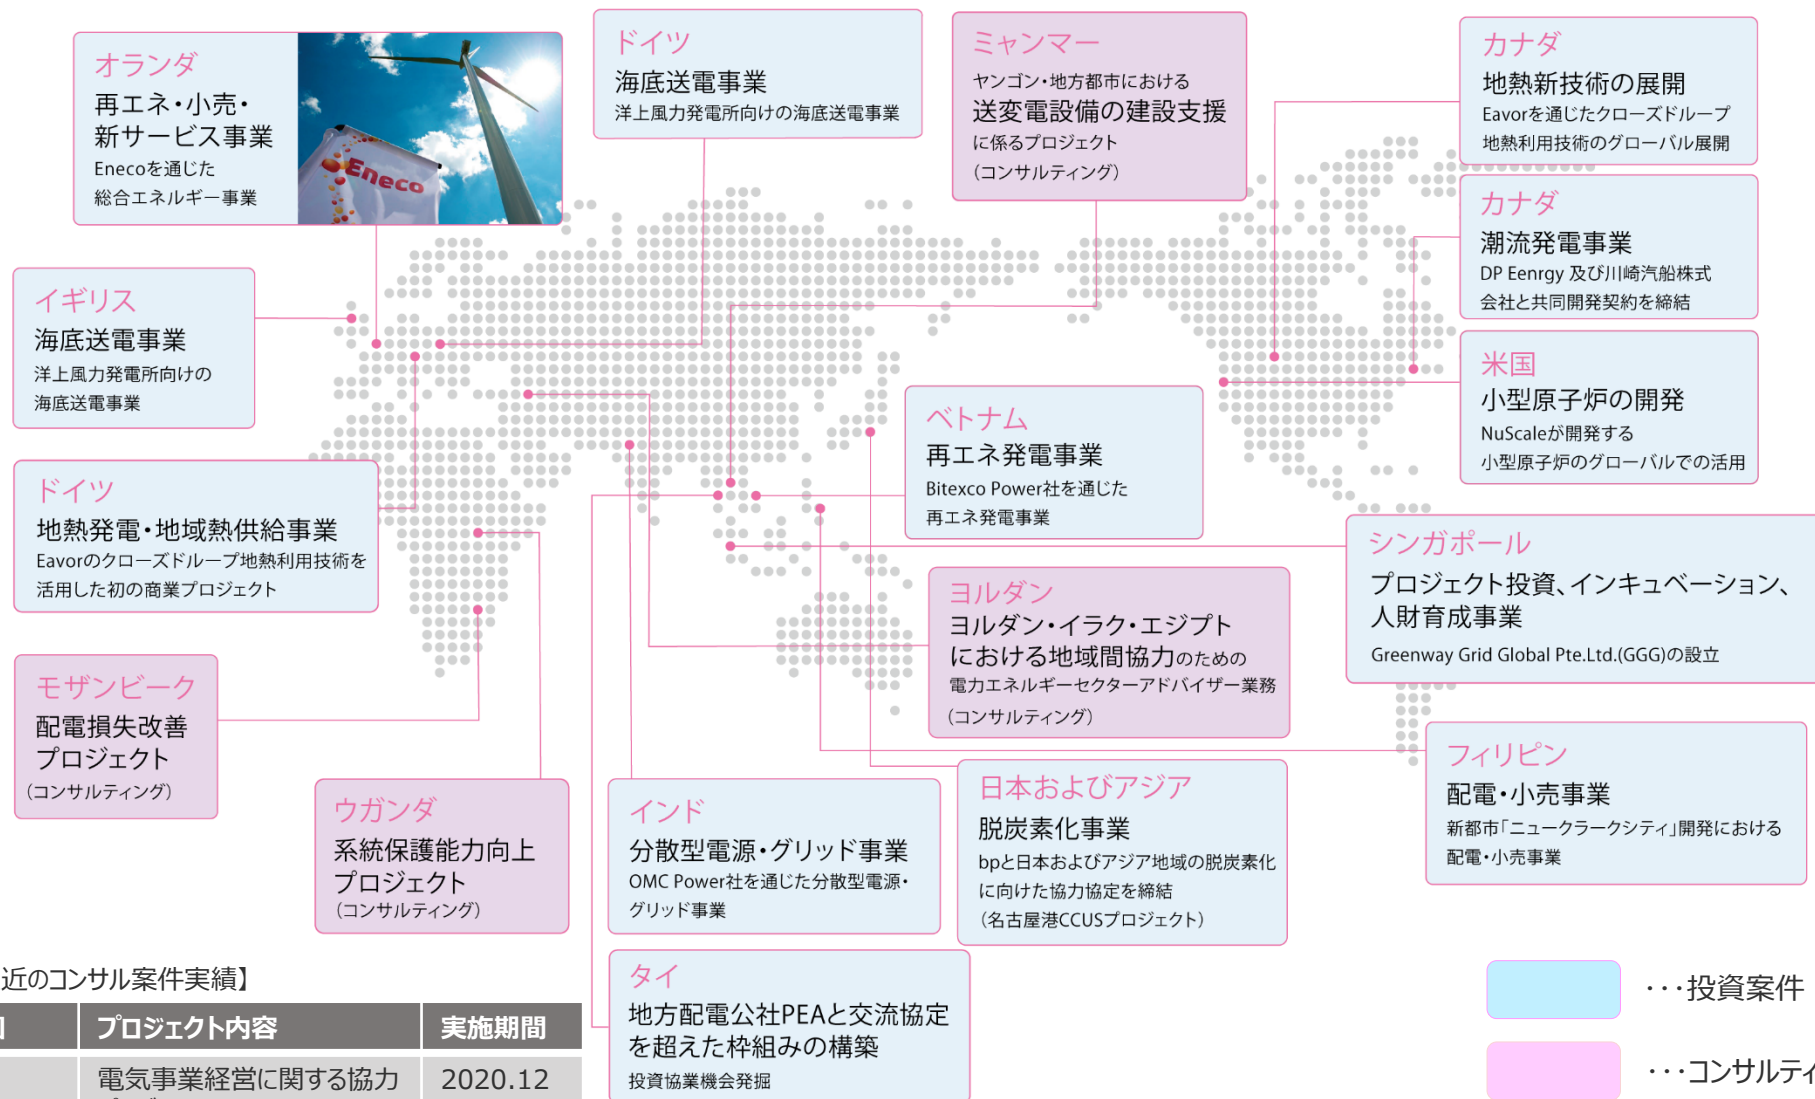 オランダ
再エネ・小売・
新サービス事業
Enecoを通じた
総合エネルギー事業
Eneco
ドイツ
海底送電事業
洋上風力発電所向けの海底送電事業
ミャンマー
ヤンゴン・地方都市における
送変電設備の建設支援
に係るプロジェクト
（コンサルティング）
カナダ
地熱新技術の展開
Eavorを通じたクローズドループ
地熱利用技術のグローバル展開
カナダ
潮流発電事業
DP Eenrgy 及び川崎汽船株式
会社と共同開発契約を締結
イギリス
海底送電事業
洋上風力発電所向けの
海底送電事業
米国
小型原子炉の開発
NuScaleが開発する
小型原子炉のグローバルでの活用
ベトナム
再エネ発電事業
Bitexco Power社を通じた
再エネ発電事業
ドイツ
地熱発電・地域熱供給事業
Eavorのクローズドループ地熱利用技術を
活用した初の商業プロジェクト
シンガポール
プロジェクト投資、インキュベーション、
人財育成事業
Greenway Grid Global Pte.Ltd.(GGG)の設立
ヨルダン
ヨルダン・イラク・エジプト
における地域間協力のための
電力エネルギーセクターアドバイザー業務
（コンサルティング）
モザンビーク
配電損失改善
プロジェクト
（コンサルティング）
フィリピン
配電・小売事業
新都市「ニュークラークシティ」開発における
配電・小売事業
ウガンダ
系統保護能力向上
プロジェクト
（コンサルティング）
インド
分散型電源・グリッド事業
OMC Power社を通じた分散型電源・
グリッド事業
日本およびアジア
脱炭素化事業
bpと日本およびアジア地域の脱炭素化
に向けた協力協定を締結
（名古屋港CCUSプロジェクト）
タイ
地方配電公社PEAと交流協定
を超えた枠組みの構築
投資協業機会発掘
近のコンサル案件実績】
プロジェクト内容 実施期間
電気事業経営に関する協力 2020.12
・・・投資案件
・・・コンサルティ